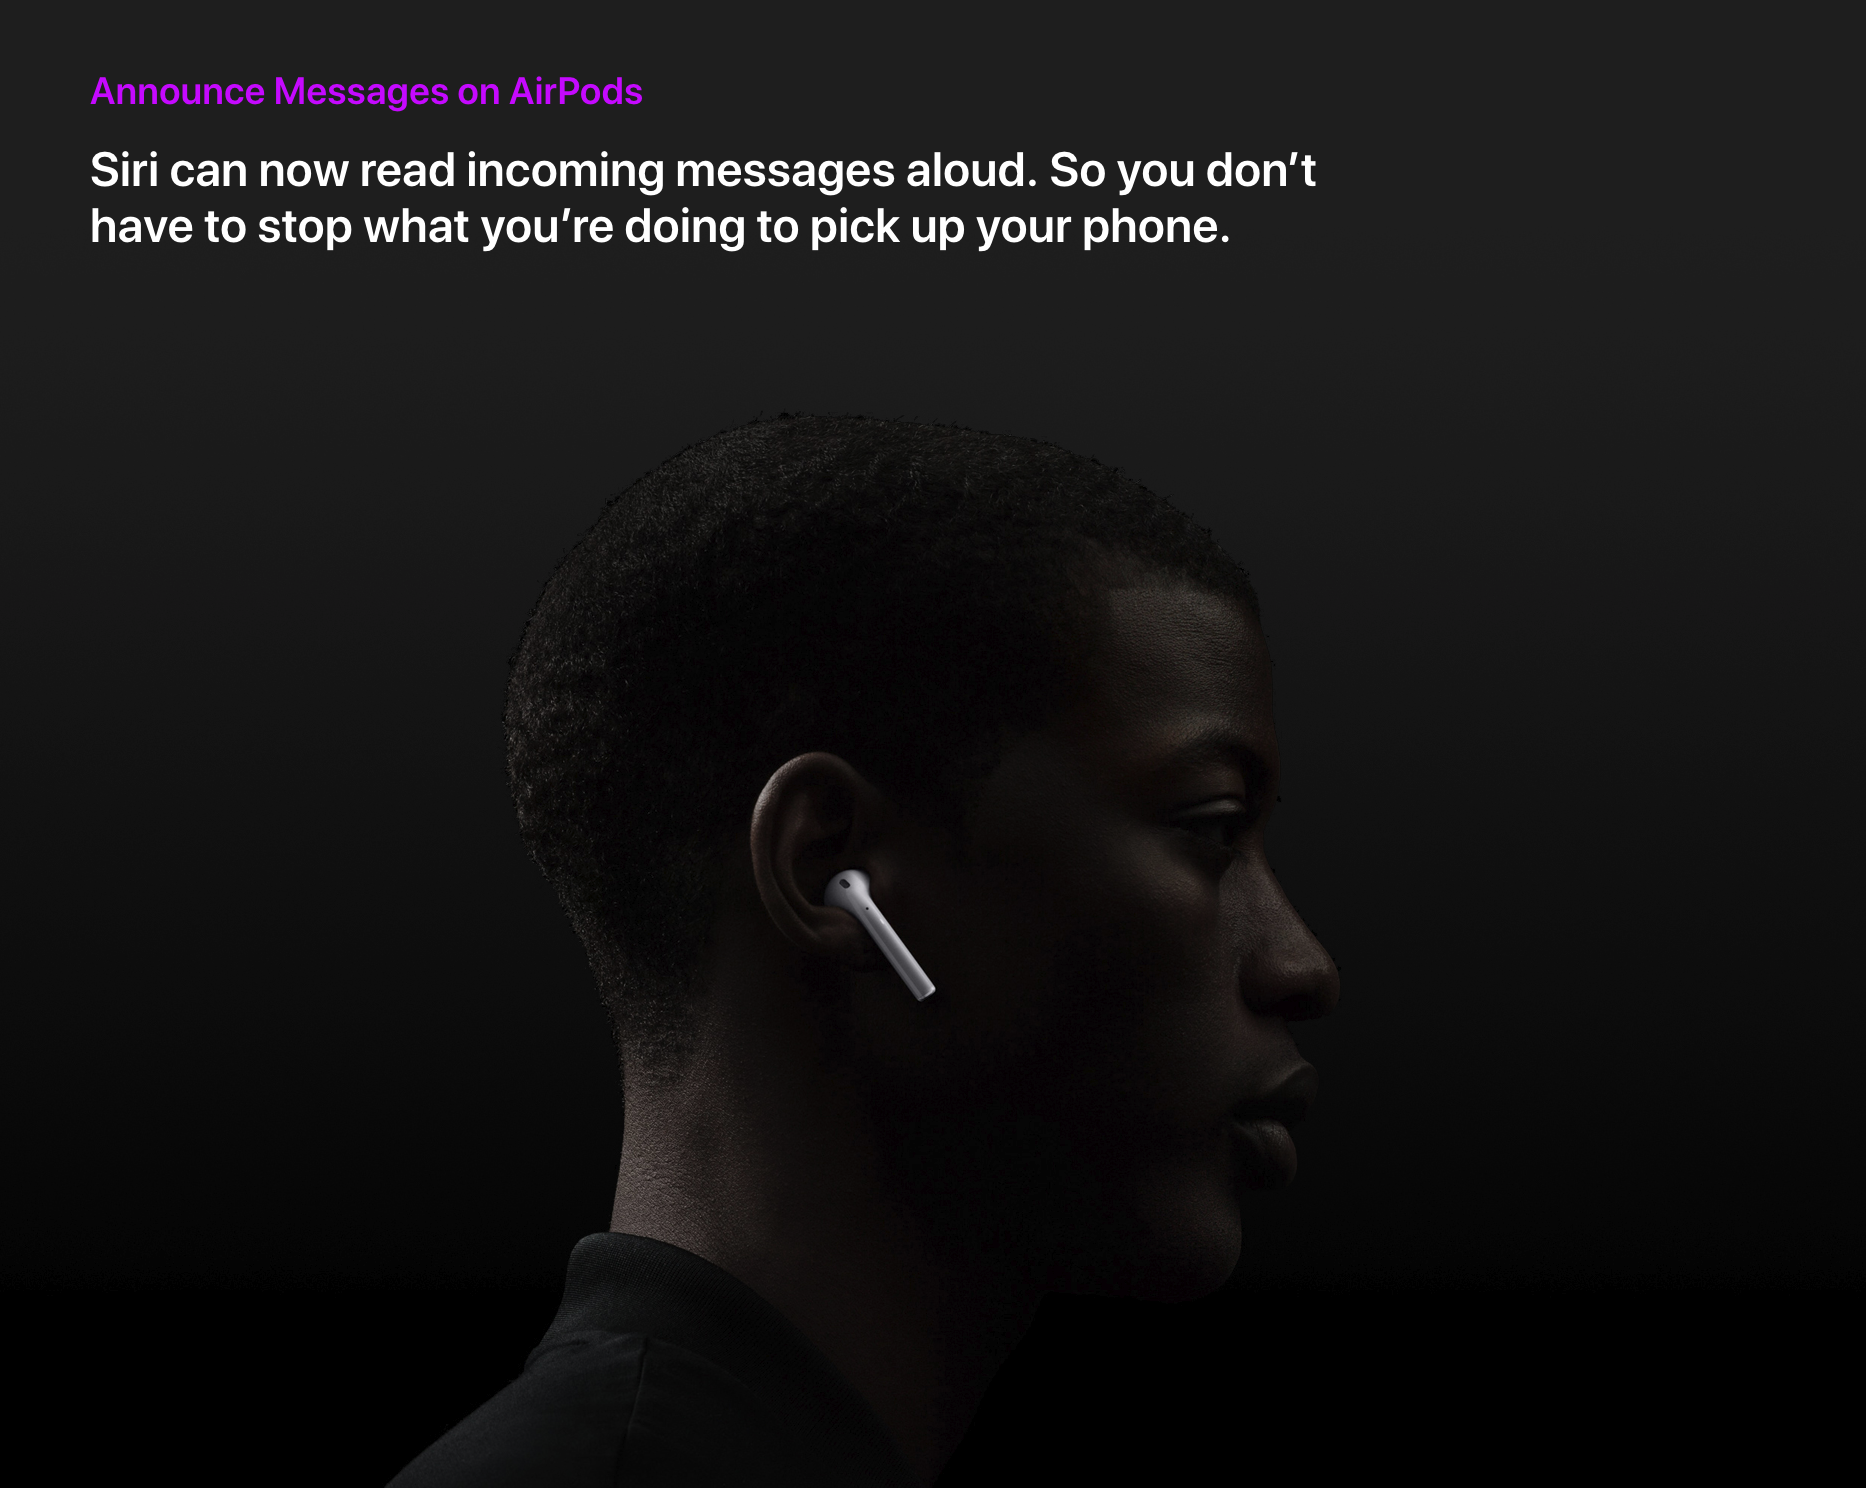 Announce Messages on AirPods
Siri can now read incoming messages aloud. So you don’t
have to stop what you’re doing to pick up your phone.